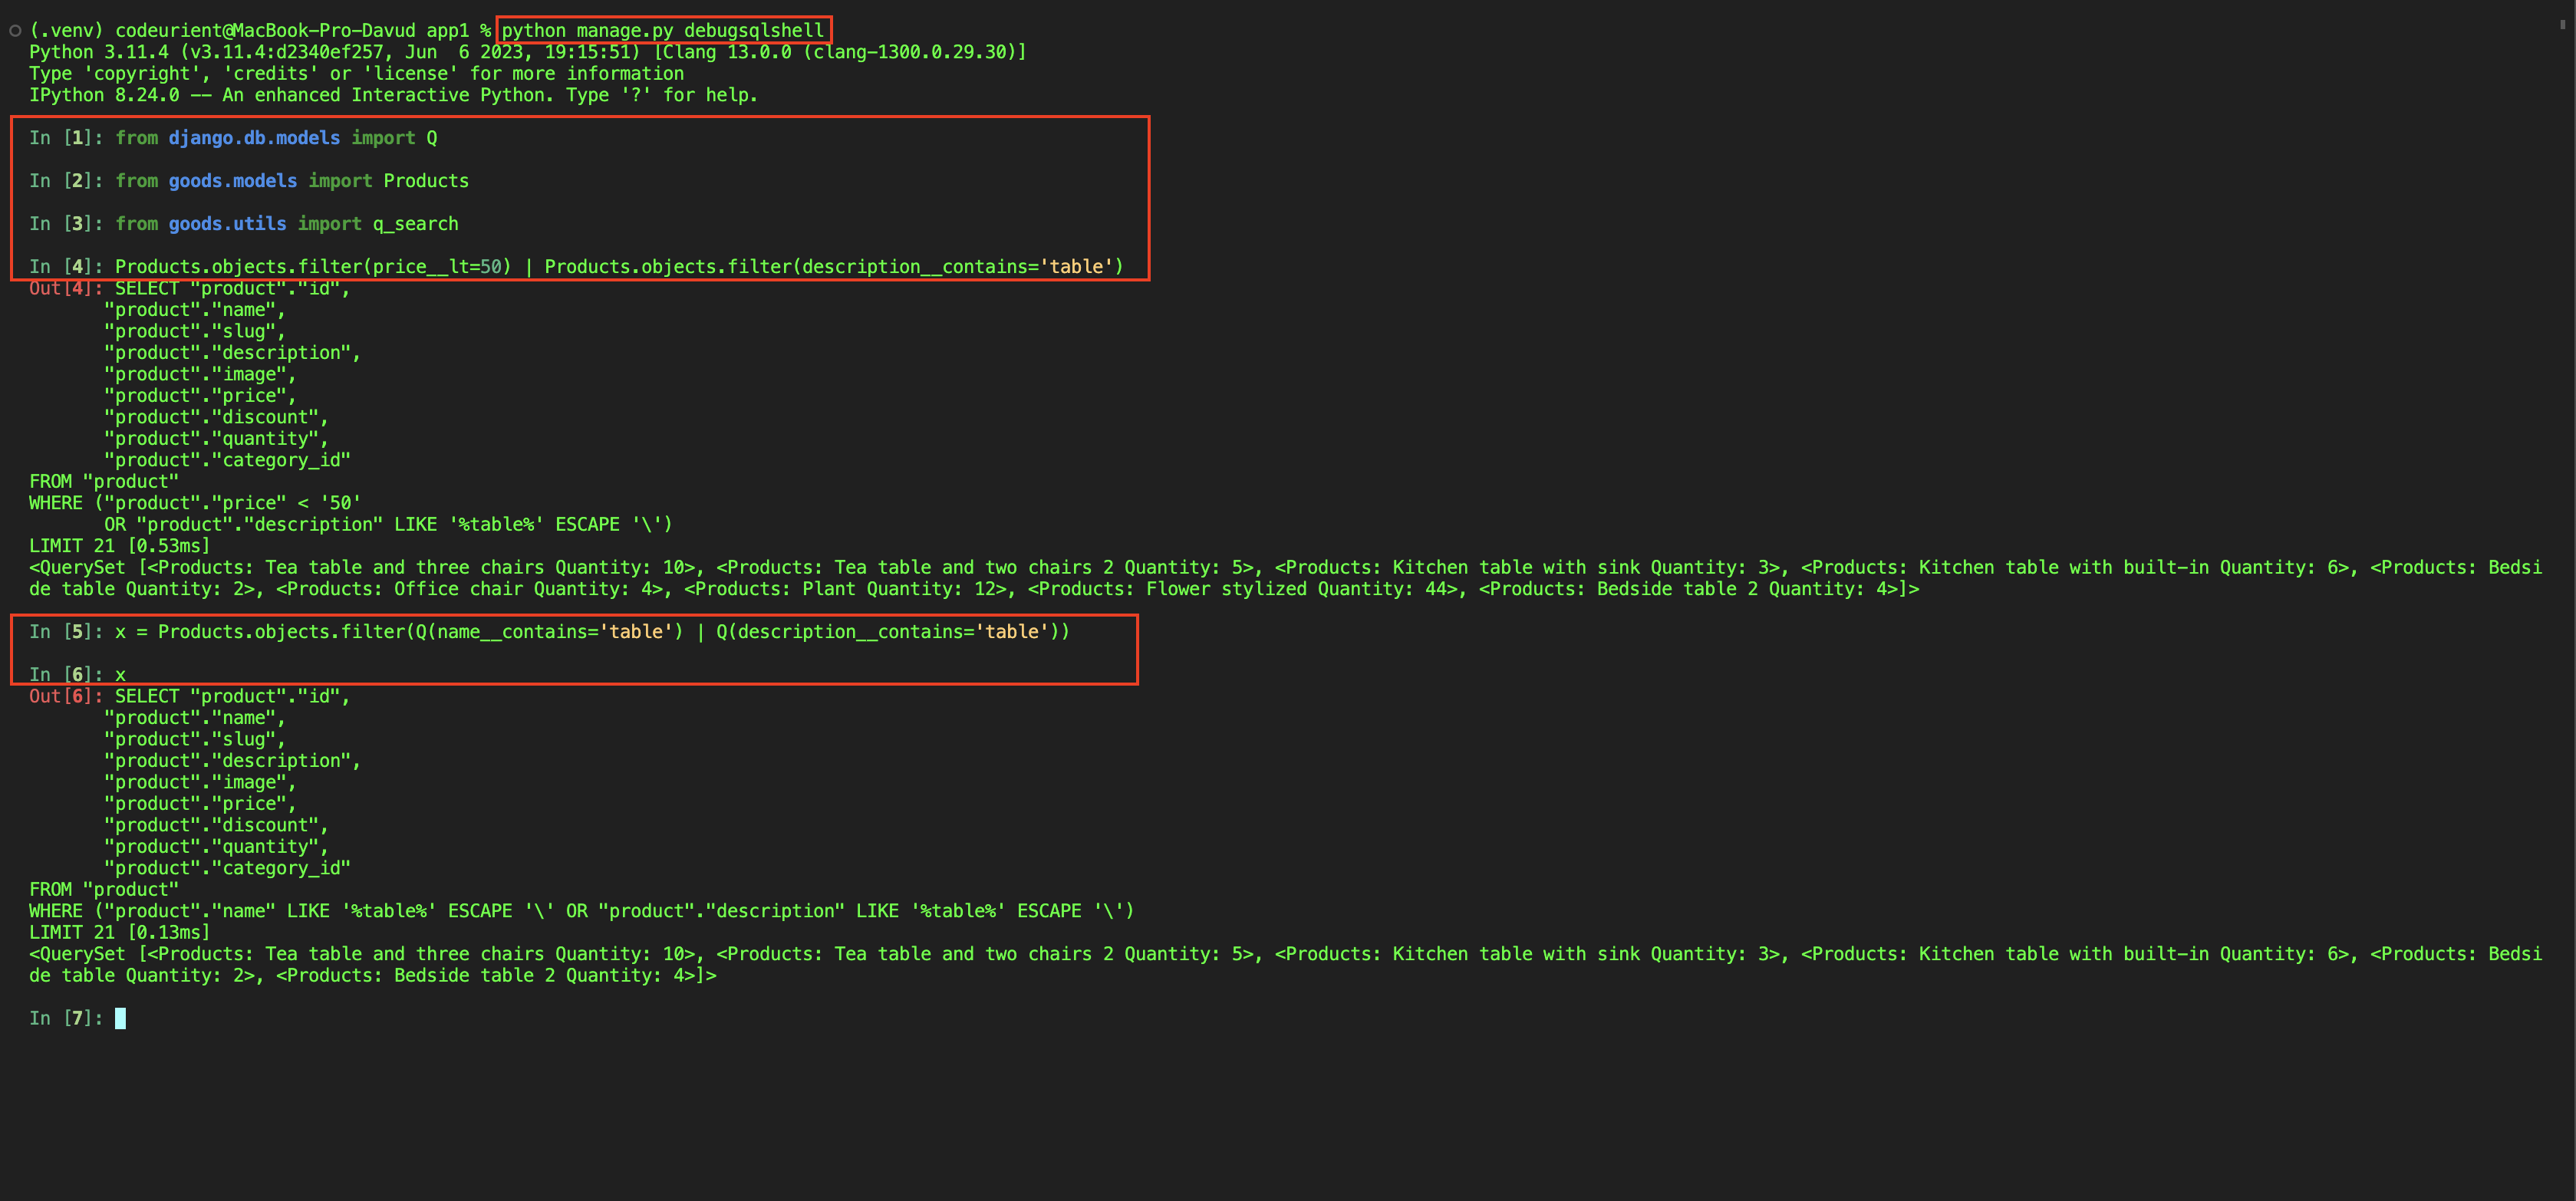 (.venv) codeurient@MacBook-Pro-Davud app1 % python manage.py debugsqlshell
Python 3.11.4 (v3.11.4:d2340ef257, Jun  6 2023, 19:15:51) [Clang 13.0.0 (clang-1300.0.29.30)]
Type 'copyright', 'credits' or 'license' for more information
IPython 8.24.0 -- An enhanced Interactive Python. Type '?' for help.
In [1]: from django.db.models import Q
In [2]: from goods.models import Products
In [3]: from goods.utils import q_search
In [4]: Products.objects.filter(price__lt=50) | Products.objects.filter(description__contains='table')
Out[4]: SELECT "product"."id",
"product"."name",
"product"."slug",
"product"."description",
"product"."image",
"product"."price",
"product"."discount",
"product"."quantity",
"product"."category_id"
FROM "product"
WHERE ("product"."price" < '50'
OR "product"."description" LIKE '%table%' ESCAPE '\')
LIMIT 21 [0.53ms]
<QuerySet [<Products: Tea table and three chairs Quantity: 10>, <Products: Tea table and two chairs 2 Quantity: 5>, <Products: Kitchen table with sink Quantity: 3>, <Products: Kitchen table with built-in Quantity: 6>, <Products: Bedsi
de table Quantity: 2>, <Products: Office chair Quantity: 4>, <Products: Plant Quantity: 12>, <Products: Flower stylized Quantity: 44>, <Products: Bedside table 2 Quantity: 4>]>
In [5]: x = Products.objects.filter(Q(name__contains='table') | Q(description__contains='table'))
In [6]: x
Out[6]: SELECT "product"."id",
"product"."name",
"product"."slug",
"product"."description",
"product"."image",
"product"."price",
"product"."discount",
"product"."quantity",
"product"."category_id"
FROM "product"
WHERE ("product"."name" LIKE '%table%' ESCAPE '\' OR "product"."description" LIKE '%table%' ESCAPE '\')
LIMIT 21 [0.13ms]
<QuerySet [<Products: Tea table and three chairs Quantity: 10>, <Products: Tea table and two chairs 2 Quantity: 5>, <Products: Kitchen table with sink Quantity: 3>, <Products: Kitchen table with built-in Quantity: 6>, <Products: Bedsi
de table Quantity: 2>, <Products: Bedside table 2 Quantity: 4>]>
In [7]: